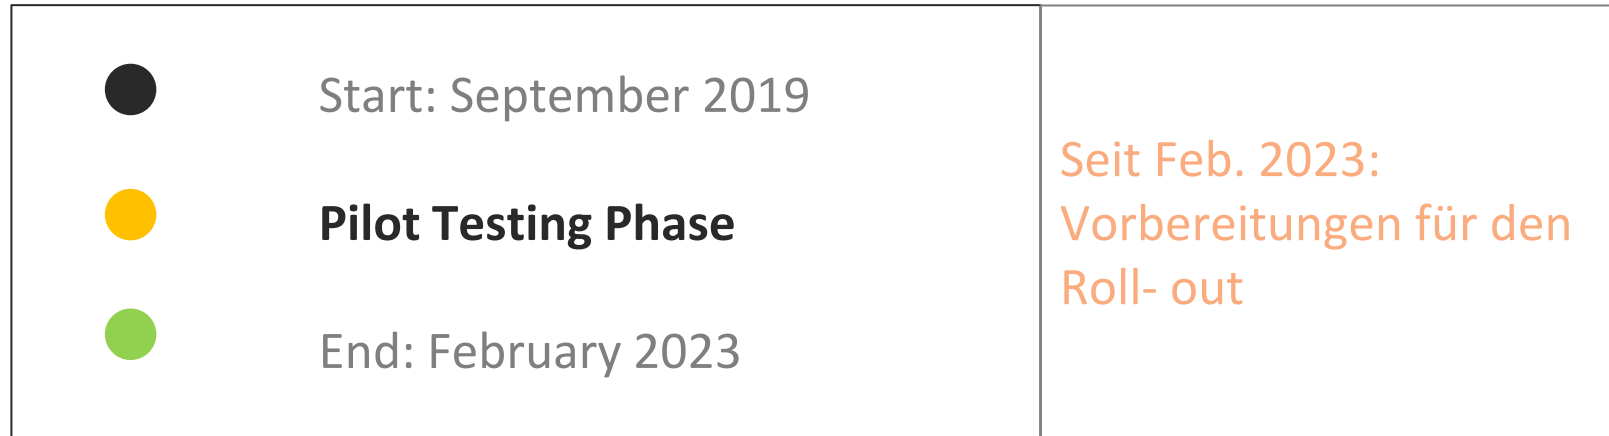 Start: September 2019
Pilot Testing Phase
End: February 2023
Seit Feb. 2023:
Vorbereitungen für den
Roll- out